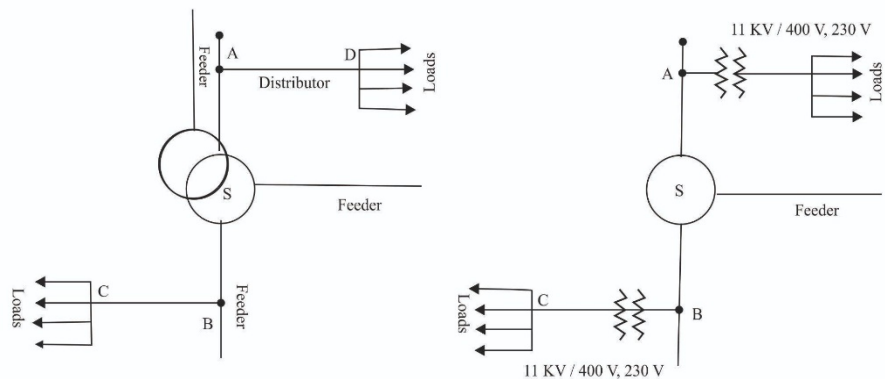 Feeder
A
D
Distributor
Loads
S
Feeder
C
Loads
Feeder
B
11 KV / 400 V, 230 V
A
Loads
S
Feeder
C
Loads
B
11 KV / 400 V, 230 V